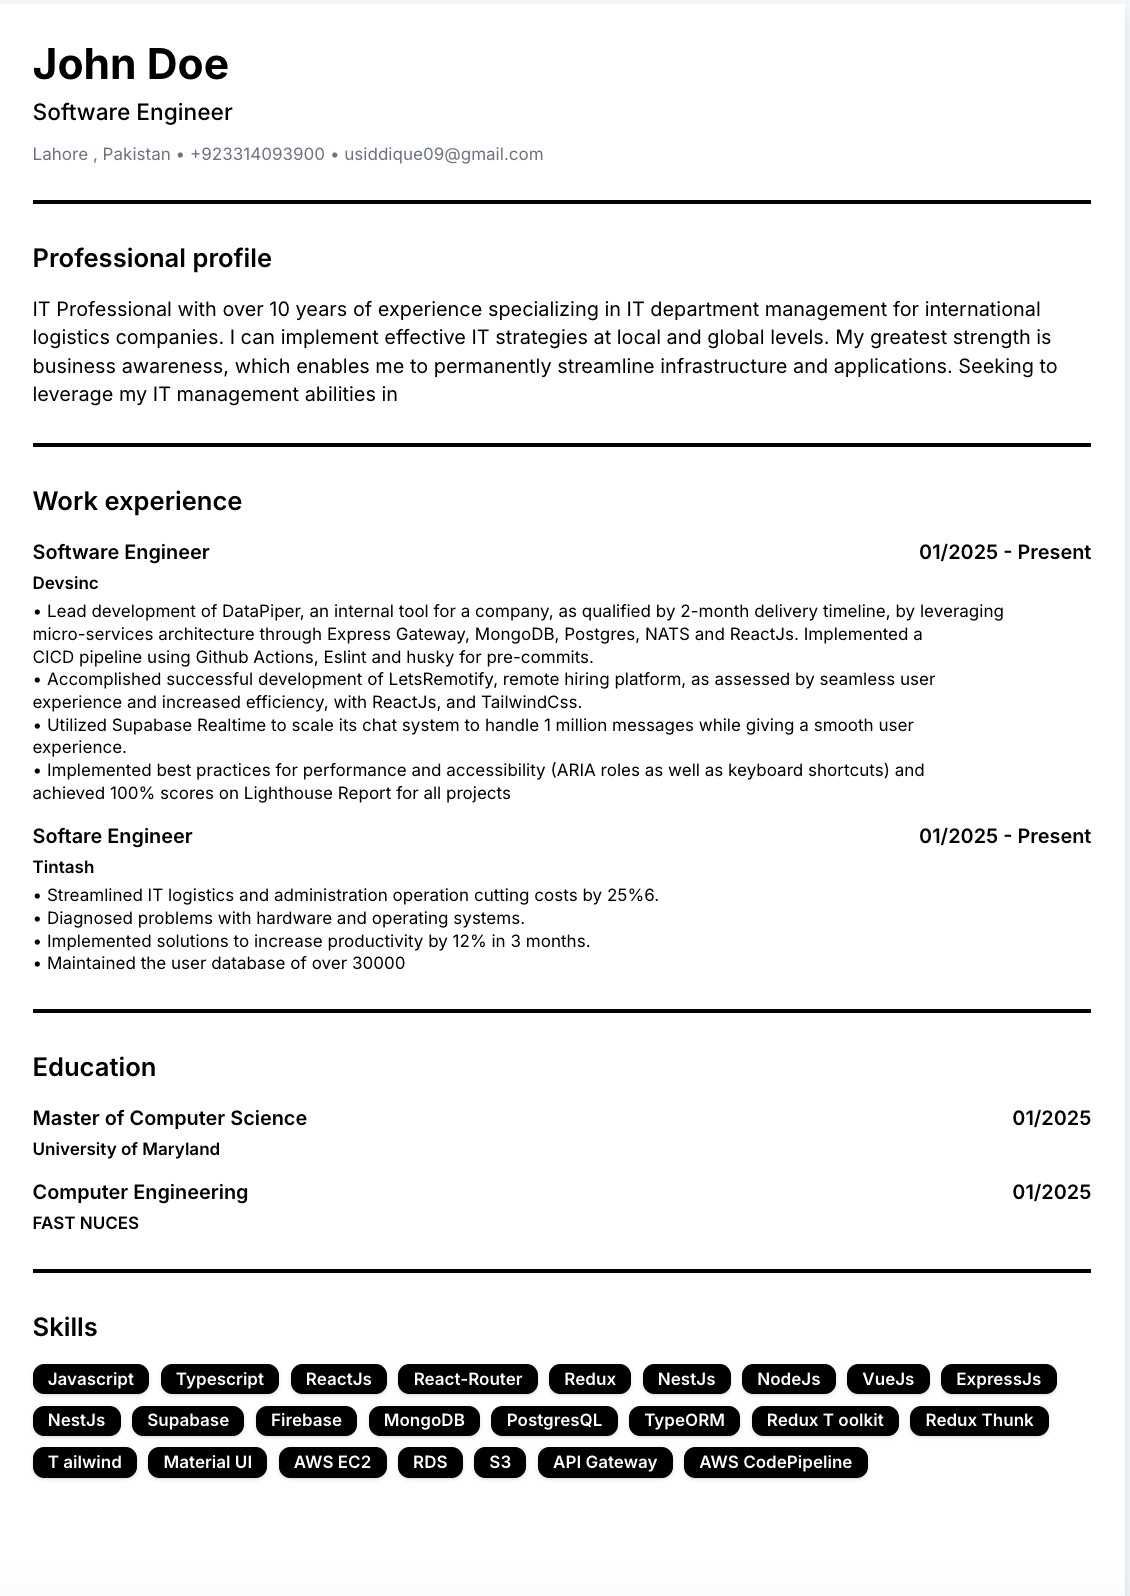 John Doe
Software Engineer
Lahore , Pakistan • +923314093900 • usiddique09@gmail.com
Professional profile
IT Professional with over 10 years of experience specializing in IT department management for international
logistics companies. I can implement effective IT strategies at local and global levels. My greatest strength is
business awareness, which enables me to permanently streamline infrastructure and applications. Seeking to
leverage my IT management abilities in
Work experience
Software Engineer 01/2025 - Present
Devsinc
• Lead development of DataPiper, an internal tool for a company, as qualified by 2-month delivery timeline, by leveraging
micro-services architecture through Express Gateway, MongoDB, Postgres, NATS and ReactJs. Implemented a
CICD pipeline using Github Actions, Eslint and husky for pre-commits.
• Accomplished successful development of LetsRemotify, remote hiring platform, as assessed by seamless user
experience and increased efficiency, with ReactJs, and TailwindCss.
• Utilized Supabase Realtime to scale its chat system to handle 1 million messages while giving a smooth user
experience.
• Implemented best practices for performance and accessibility (ARIA roles as well as keyboard shortcuts) and
achieved 100% scores on Lighthouse Report for all projects
Softare Engineer 01/2025 - Present
Tintash
• Streamlined IT logistics and administration operation cutting costs by 25%6.
• Diagnosed problems with hardware and operating systems.
• Implemented solutions to increase productivity by 12% in 3 months.
• Maintained the user database of over 30000
Education
Master of Computer Science 01/2025
University of Maryland
Computer Engineering 01/2025
FAST NUCES
Skills
Javascript Typescript ReactJs React-Router Redux NestJs NodeJs VueJs ExpressJs
NestJs Supabase Firebase MongoDB PostgresQL TypeORM Redux T oolkit Redux Thunk
T ailwind Material UI AWS EC2 RDS S3 API Gateway AWS CodePipeline